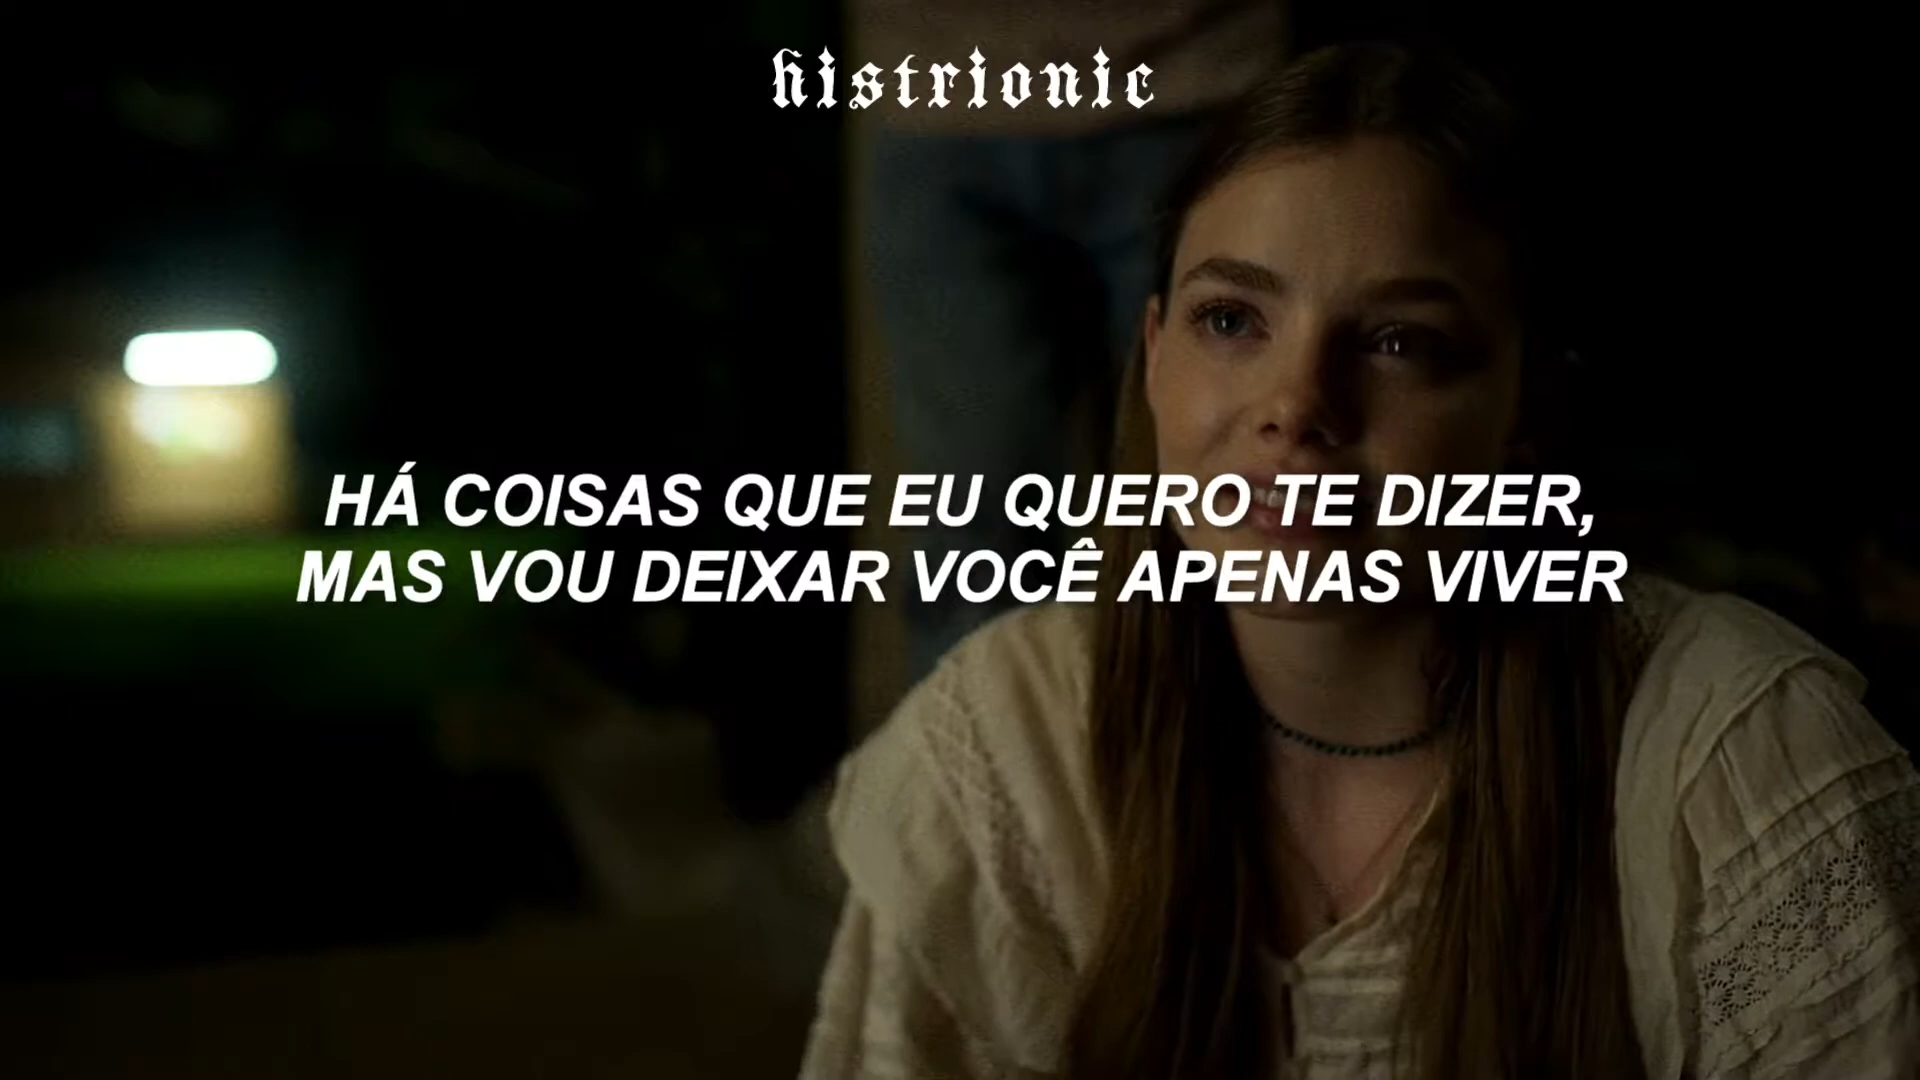 histrionic
HÁ COISAS QUE EU QUERO TE DIZER,
MAS VOU DEIXAR VOCÊ APENAS VIVER